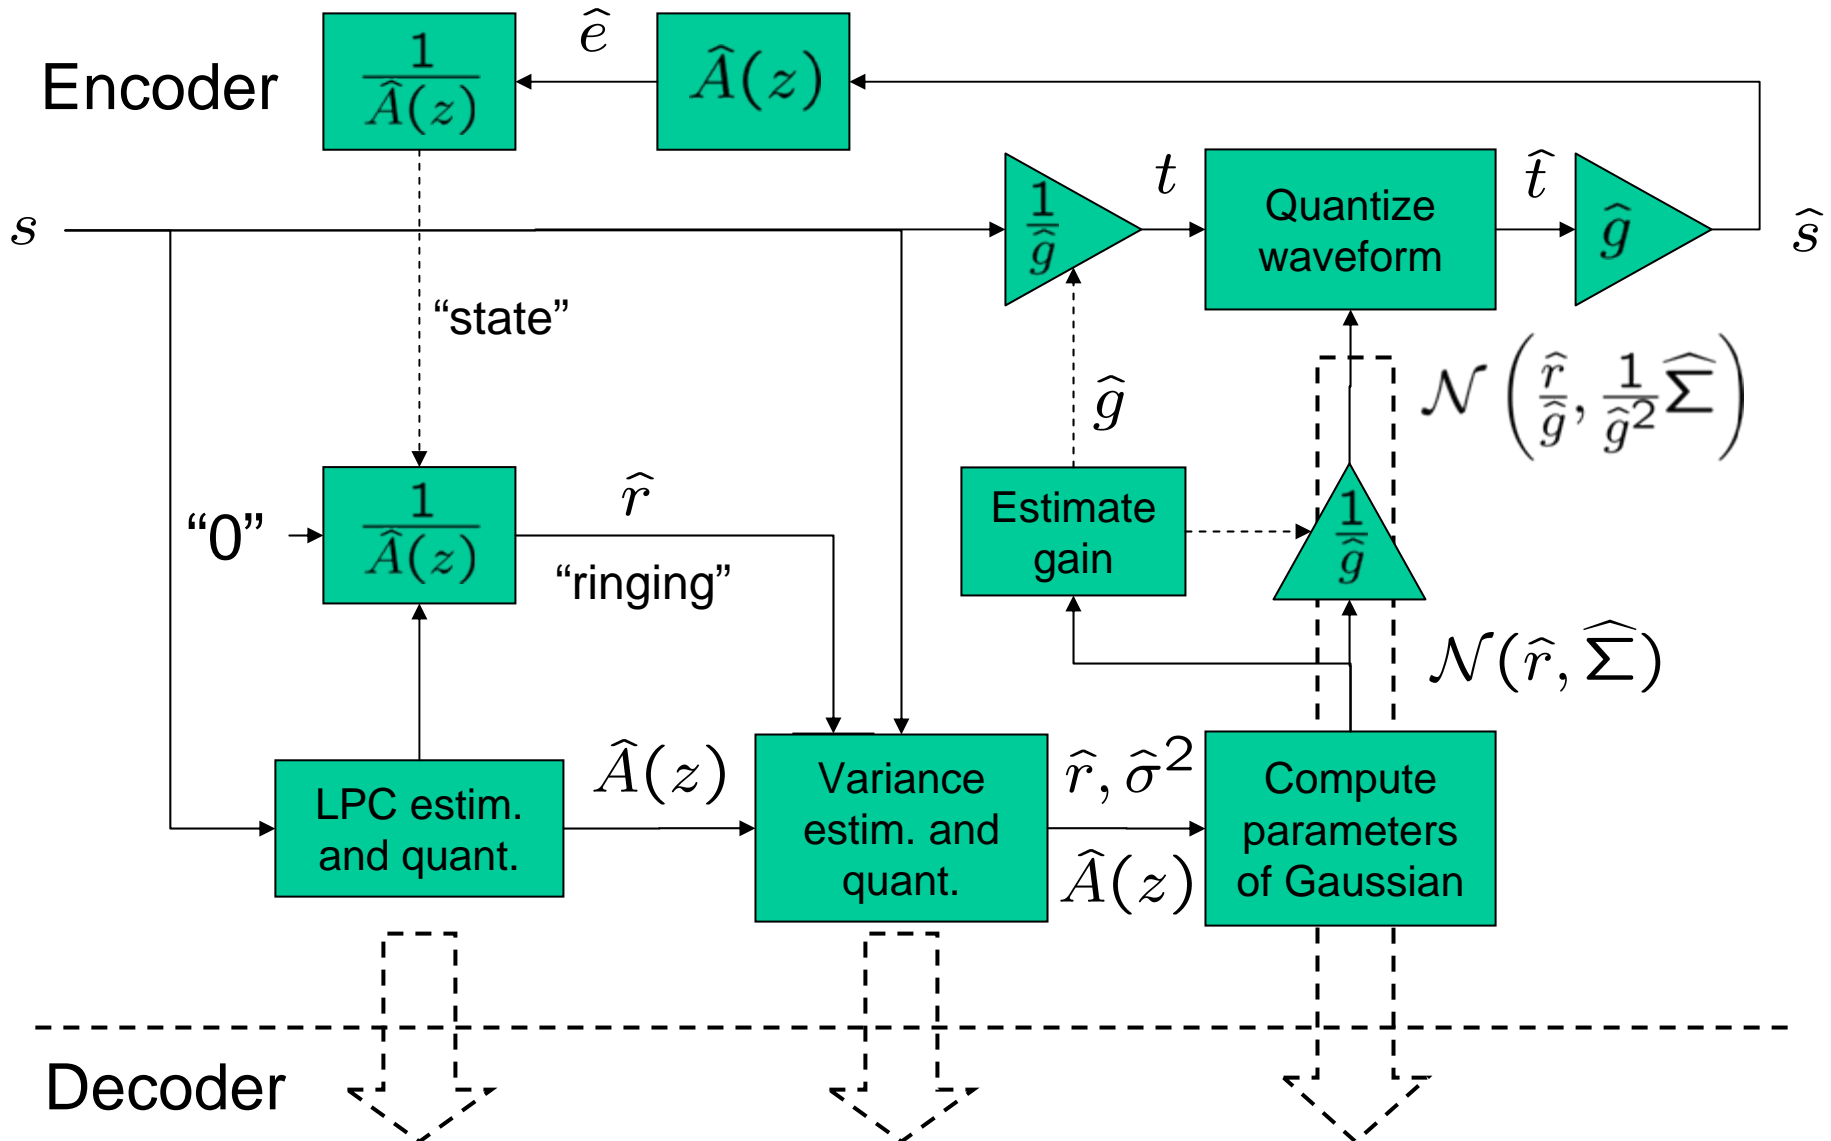 Encoder
1/Â(z)
ê
Â(z)
s
1/ĝ
t
Quantize
waveform
t̂
ĝ
ŝ
“state”
ĝ
𝒩(r̂/ĝ, 1/ĝ² Σ̂)
“0”
1/Â(z)
r̂
“ringing”
Estimate
gain
1/ĝ
𝒩(r̂, Σ̂)
LPC estim.
and quant.
Â(z)
Variance
estim. and
quant.
r̂, σ̂²
Â(z)
Compute
parameters
of Gaussian
Decoder